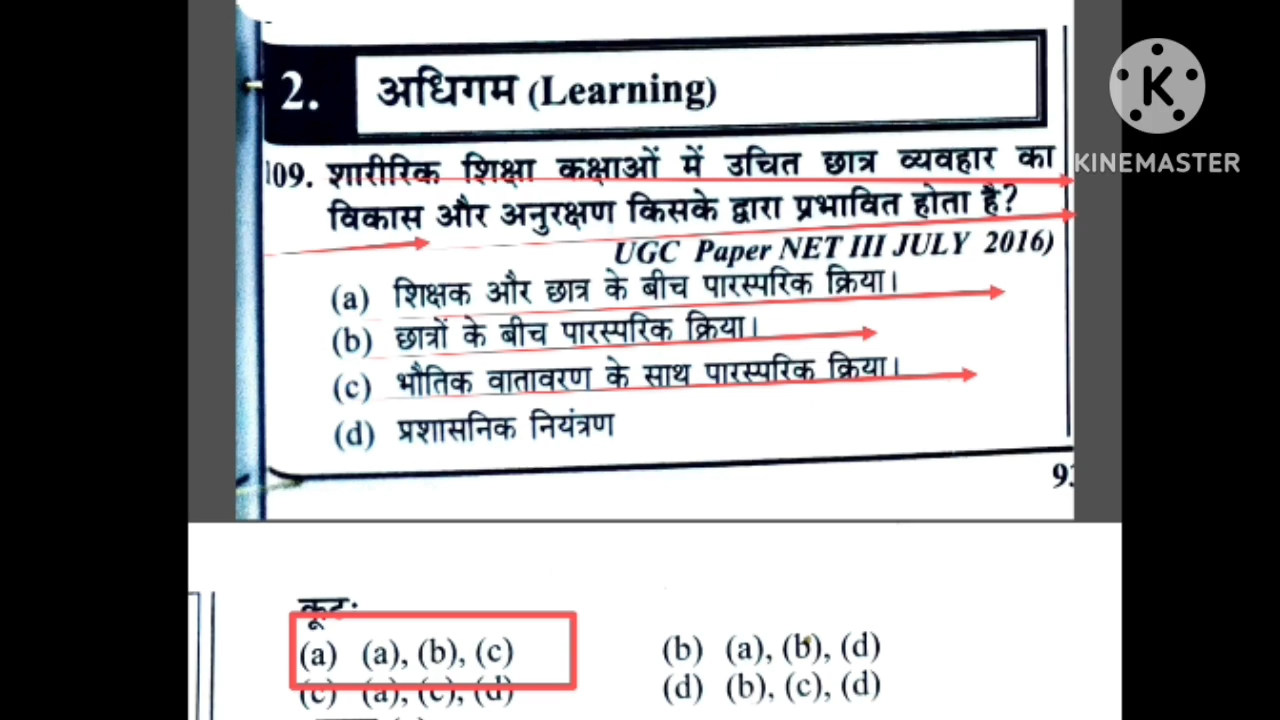 2. अधिगम (Learning)
109. शारीरिक शिक्षा कक्षाओं में उचित छात्र व्यवहार का
विकास और अनुरक्षण किसके द्वारा प्रभावित होता है?
UGC Paper NET III JULY 2016)
(a) शिक्षक और छात्र के बीच पारस्परिक क्रिया।
(b) छात्रों के बीच पारस्परिक क्रिया।
(c) भौतिक वातावरण के साथ पारस्परिक क्रिया।
(d) प्रशासनिक नियंत्रण
कूटः
(a) (a), (b), (c) (b) (a), (b), (d)
(c) (a), (c), (d) (d) (b), (c), (d)
KINEMASTER